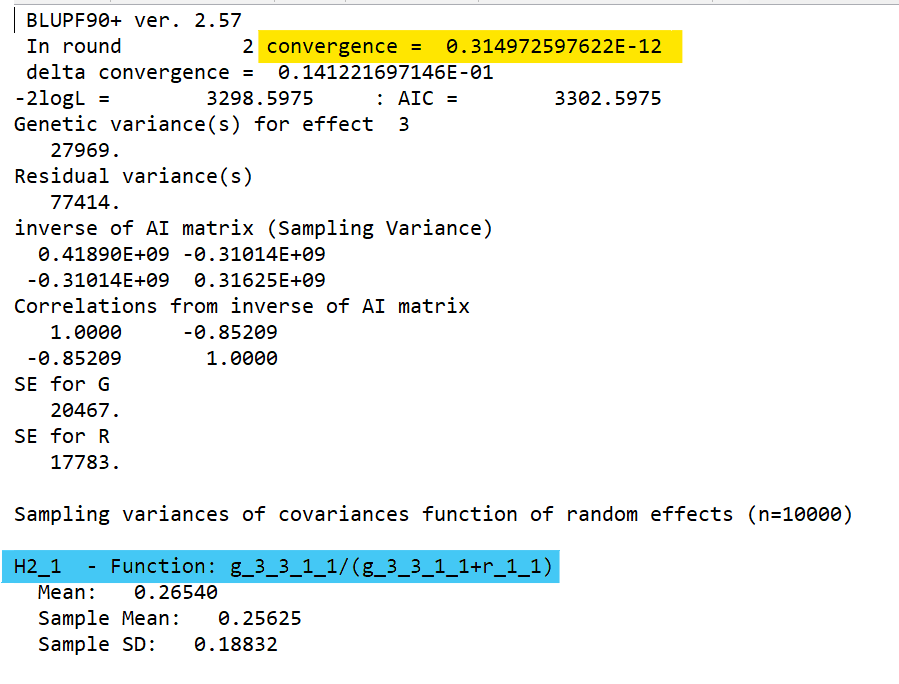 BLUPF90+ ver. 2.57
In round 2 convergence = 0.314972597622E-12
delta convergence = 0.141221697146E-01
-2logL = 3298.5975 : AIC = 3302.5975
Genetic variance(s) for effect 3
27969.
Residual variance(s)
77414.
inverse of AI matrix (Sampling Variance)
0.41890E+09 -0.31014E+09
-0.31014E+09 0.31625E+09
Correlations from inverse of AI matrix
1.0000 -0.85209
-0.85209 1.0000
SE for G
20467.
SE for R
17783.
Sampling variances of covariances function of random effects (n=10000)
H2_1 - Function: g_3_3_1_1/(g_3_3_1_1+r_1_1)
Mean: 0.26540
Sample Mean: 0.25625
Sample SD: 0.18832